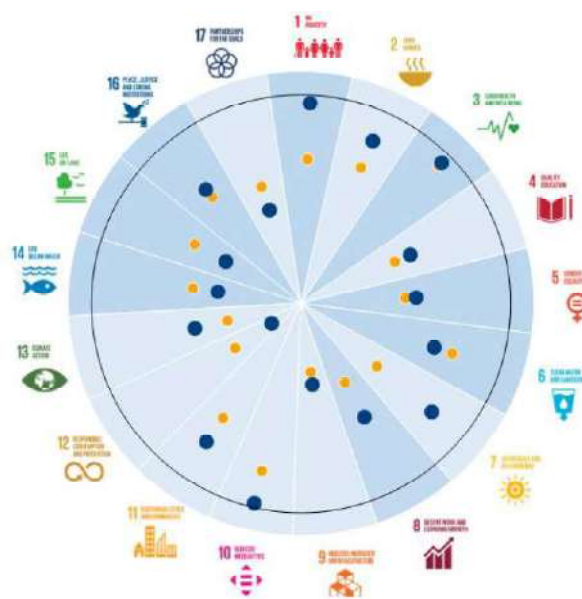 1 NO
POVERTY
2 ZERO
HUNGER
3 GOOD HEALTH
AND WELL-BEING
4 QUALITY
EDUCATION
5 GENDER
6 CLEAN WATER
AND SANITATION
7
8 DECENT WORK AND
ECONOMIC GROWTH
9 INDUSTRY, INNOVATION
AND INFRASTRUCTURE
10 REDUCED
INEQUALITIES
11 SUSTAINABLE CITIES
AND COMMUNITIES
12 RESPONSIBLE
CONSUMPTION
AND PRODUCTION
13 CLIMATE
ACTION
14 LIFE
BELOW WATER
15 LIFE
ON LAND
16 PEACE, JUSTICE
AND STRONG
INSTITUTIONS
17 PARTNERSHIPS
FOR THE GOALS